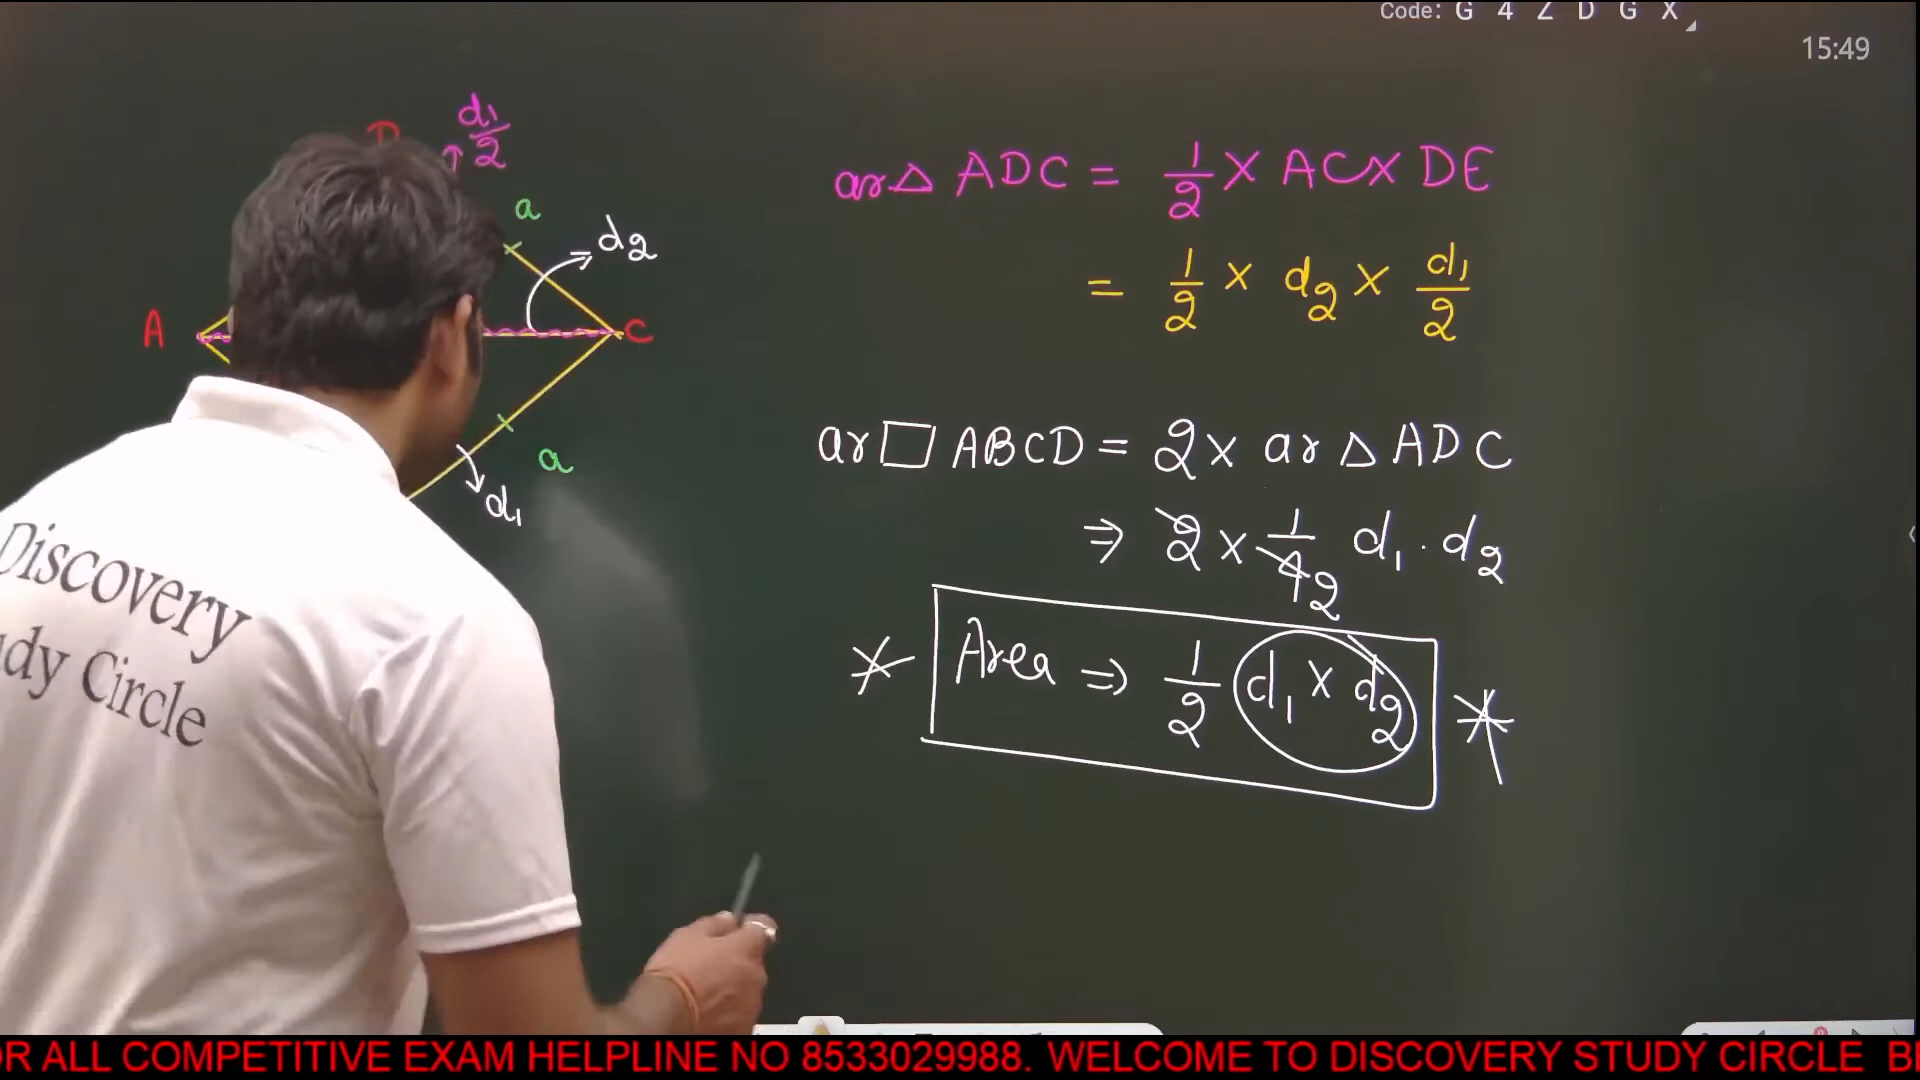 Code: G 4 Z D G X
15:49
D
d1/2
a
d2
A
C
a
d1
ar△ ADC = 1/2 × AC × DE
= 1/2 × d2 × d1/2
ar□ ABCD = 2 × ar △ ADC
⇒ 2 × 1/4 2 d1 . d2
* Area ⇒ 1/2 d1 × d2 *
Discovery
dy Circle
R ALL COMPETITIVE EXAM HELPLINE NO 8533029988. WELCOME TO DISCOVERY STUDY CIRCLE